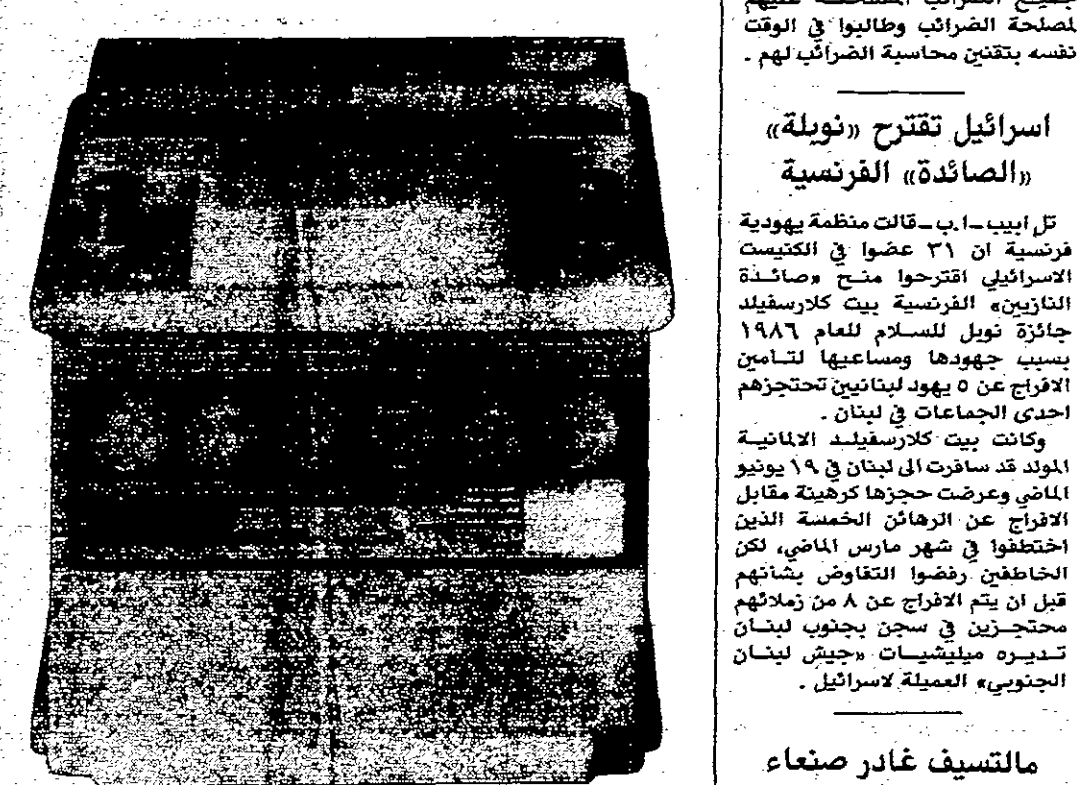 جميع الضرائب المستحقة عليهم
لمصلحة الضرائب وطالبوا في الوقت
نفسه بتقنين محاسبة الضرائب لهم .
اسرائيل تقترح «نوبلة»
«الصائدة» الفرنسية
تل ابيب ـ ا.ب ـ قالت منظمة يهودية
فرنسية ان ٣١ عضوا في الكنيست
الاسرائيلي اقترحوا منح «صائدة
النازيين» الفرنسية بيت كلارسفيلد
جائزة نوبل للسلام للعام ١٩٨٦
بسبب جهودها ومساعيها لتامين
الافراج عن ٥ يهود لبنانيين تحتجزهم
احدى الجماعات في لبنان .
وكانت بيت كلارسفيلد الالمانية
المولد قد سافرت الى لبنان في ١٩ يونيو
الماضي وعرضت حجزها كرهينة مقابل
الافراج عن الرهائن الخمسة الذين
اختطفوا في شهر مارس الماضي، لكن
الخاطفين رفضوا التفاوض بشانهم
قبل ان يتم الافراج عن ٨ من زملائهم
محتجزين في سجن بجنوب لبنان
تديره ميليشيات «جيش لبنان
الجنوبي» العميلة لاسرائيل .
مالتسيف غادر صنعاء